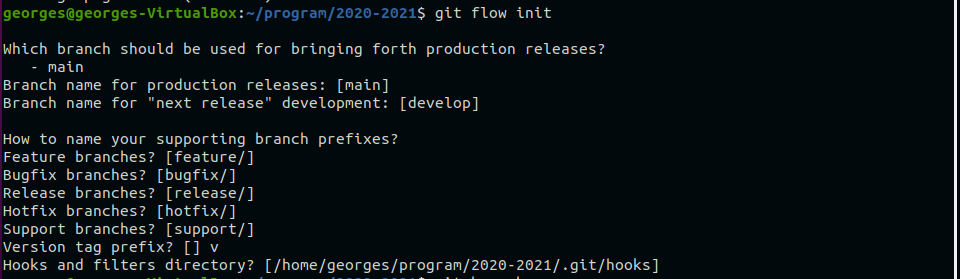 georges@georges-VirtualBox:~/program/2020-2021$ git flow init
Which branch should be used for bringing forth production releases?
- main
Branch name for production releases: [main]
Branch name for "next release" development: [develop]
How to name your supporting branch prefixes?
Feature branches? [feature/]
Bugfix branches? [bugfix/]
Release branches? [release/]
Hotfix branches? [hotfix/]
Support branches? [support/]
Version tag prefix? [] v
Hooks and filters directory? [/home/georges/program/2020-2021/.git/hooks]